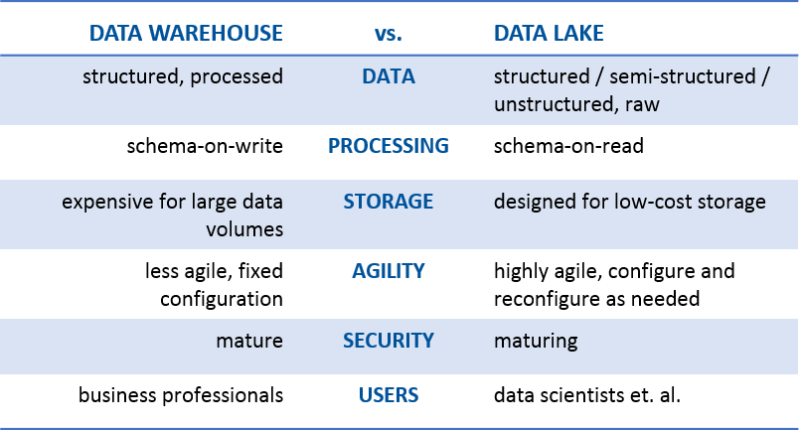 DATA WAREHOUSE vs. DATA LAKE
structured, processed DATA structured / semi-structured /
unstructured, raw
schema-on-write PROCESSING schema-on-read
expensive for large data STORAGE designed for low-cost storage
volumes
less agile, fixed AGILITY highly agile, configure and
configuration reconfigure as needed
mature SECURITY maturing
business professionals USERS data scientists et. al.